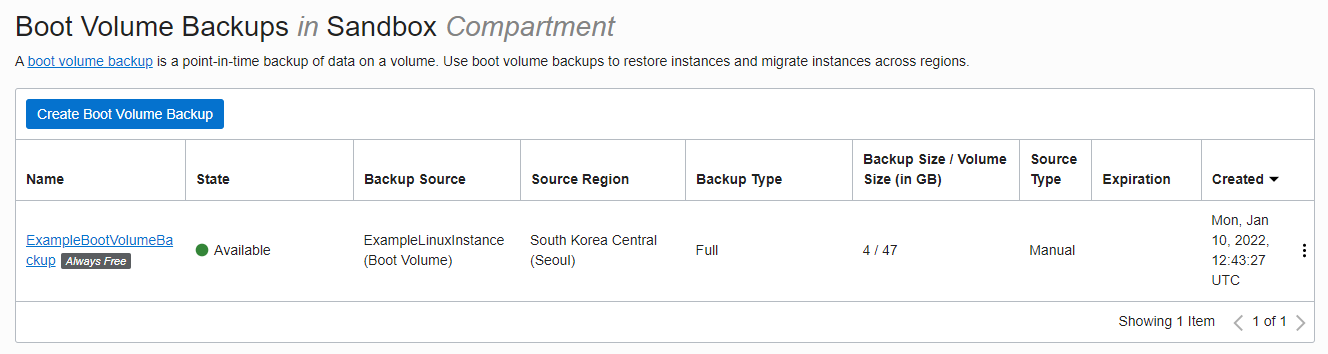 Boot Volume Backups in Sandbox Compartment
A boot volume backup is a point-in-time backup of data on a volume. Use boot volume backups to restore instances and migrate instances across regions.
Create Boot Volume Backup
Name
State
Backup Source
Source Region
Backup Type
Backup Size / Volume
Size (in GB)
Source
Type
Expiration
Created
ExampleBootVolumeBa
ckup Always Free
Available
ExampleLinuxInstance
(Boot Volume)
South Korea Central
(Seoul)
Full
4 / 47
Manual
Mon, Jan
10, 2022,
12:43:27
UTC
Showing 1 Item
1 of 1